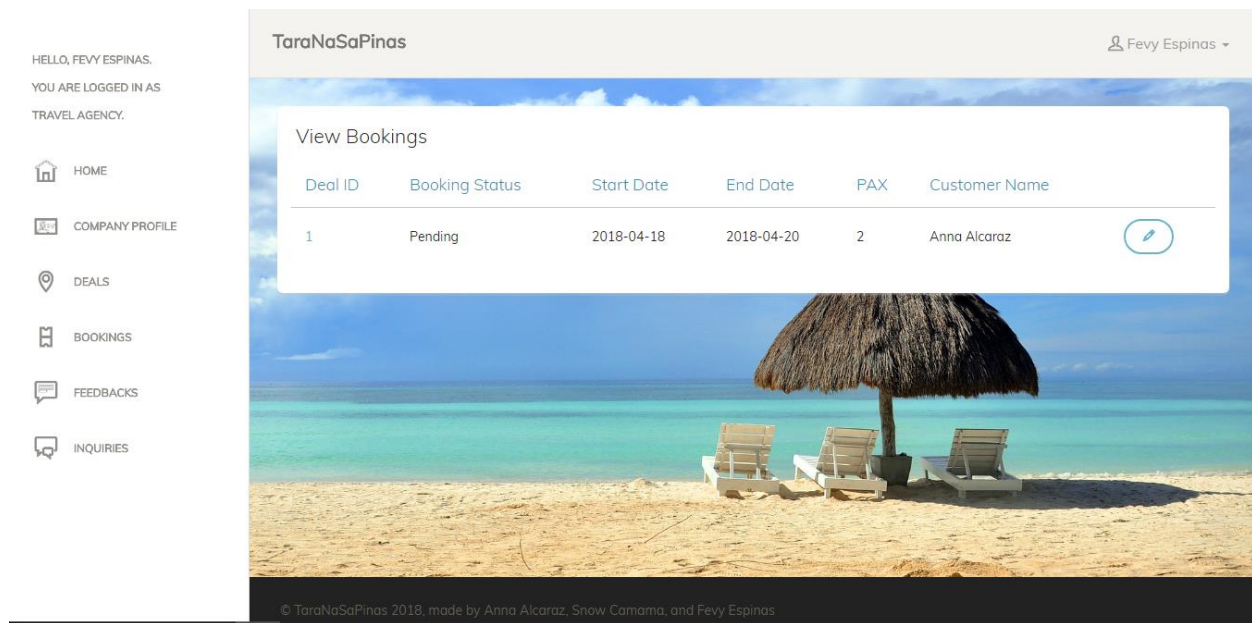 HELLO, FEVY ESPINAS.
YOU ARE LOGGED IN AS
TRAVEL AGENCY.
HOME
COMPANY PROFILE
DEALS
BOOKINGS
FEEDBACKS
INQUIRIES
TaraNaSaPinas
Fevy Espinas
View Bookings
Deal ID Booking Status Start Date End Date PAX Customer Name
1 Pending 2018-04-18 2018-04-20 2 Anna Alcaraz
© TaraNaSaPinas 2018, made by Anna Alcaraz, Snow Camama, and Fevy Espinas